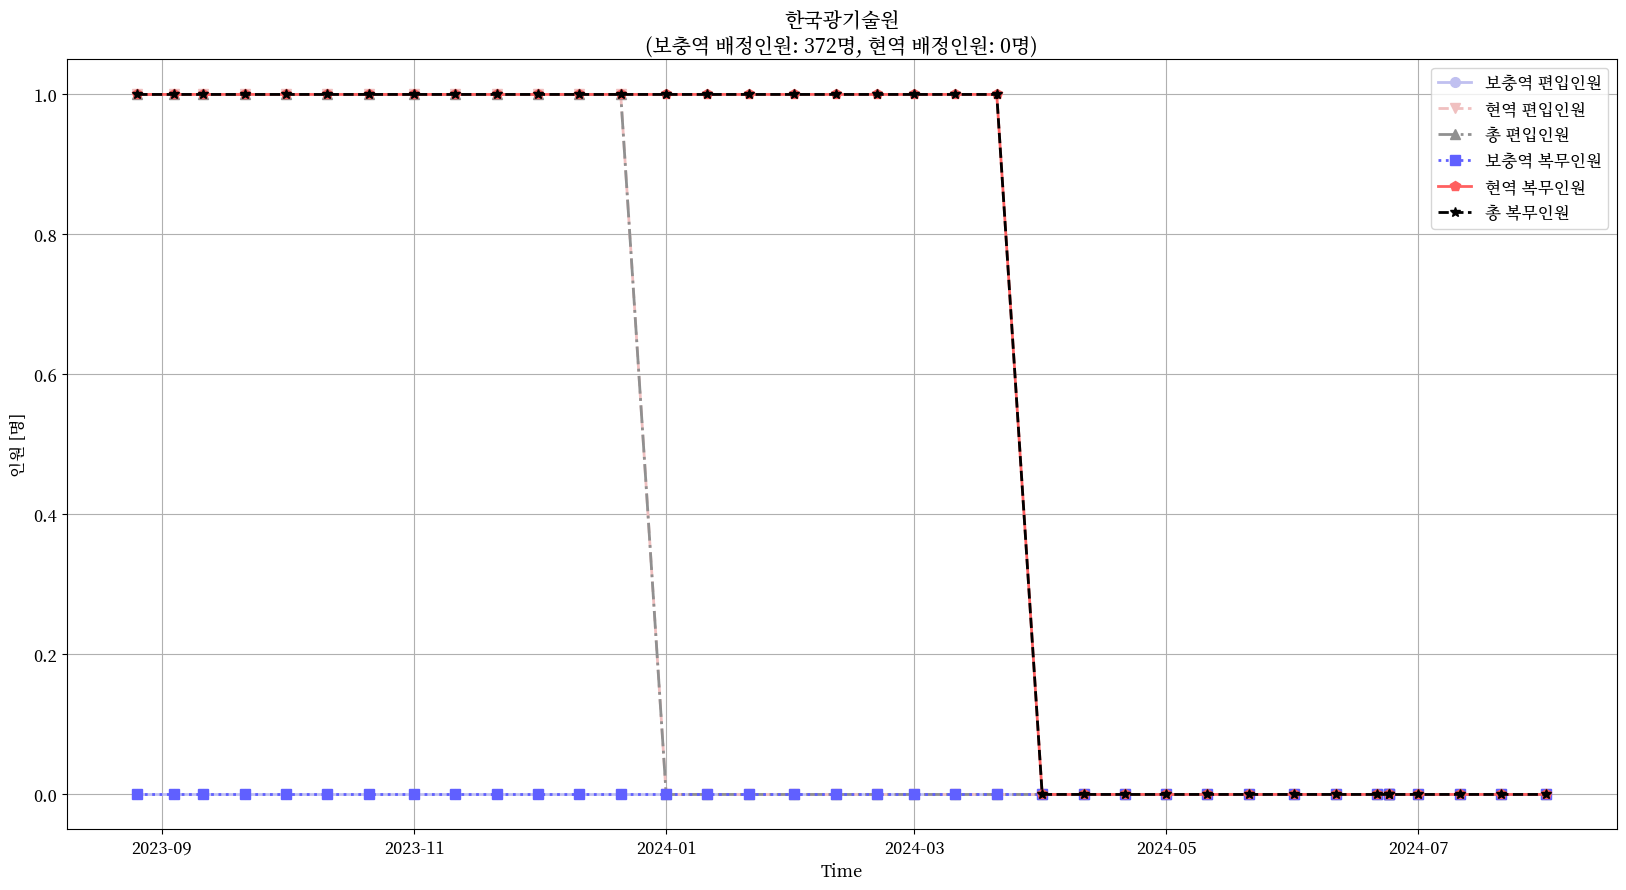 한국광기술원
(보충역 배정인원: 372명, 현역 배정인원: 0명)
보충역 편입인원
현역 편입인원
총 편입인원
보충역 복무인원
현역 복무인원
총 복무인원
인원 [명]
1.0
0.8
0.6
0.4
0.2
0.0
2023-09
2023-11
2024-01
2024-03
2024-05
2024-07
Time